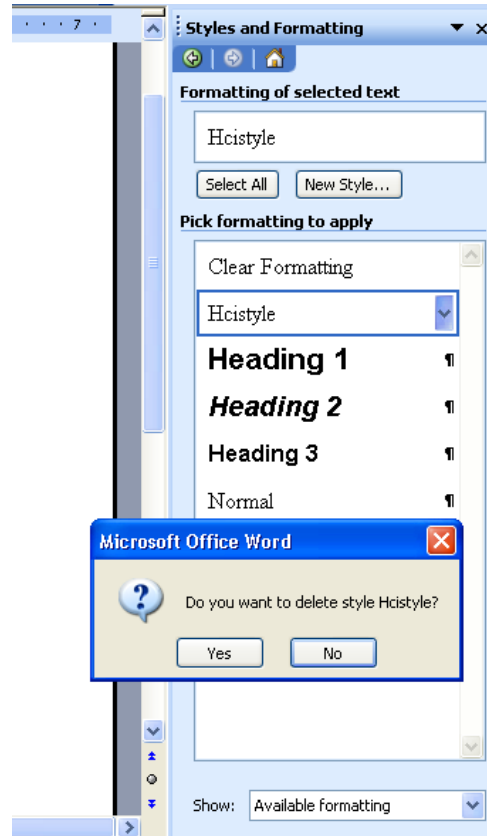 7
Styles and Formatting
Formatting of selected text
Hcistyle
Select All New Style...
Pick formatting to apply
Clear Formatting
Hcistyle
Heading 1 ¶
Heading 2 ¶
Heading 3 ¶
Normal ¶
Microsoft Office Word
Do you want to delete style Hcistyle?
Yes No
Show: Available formatting